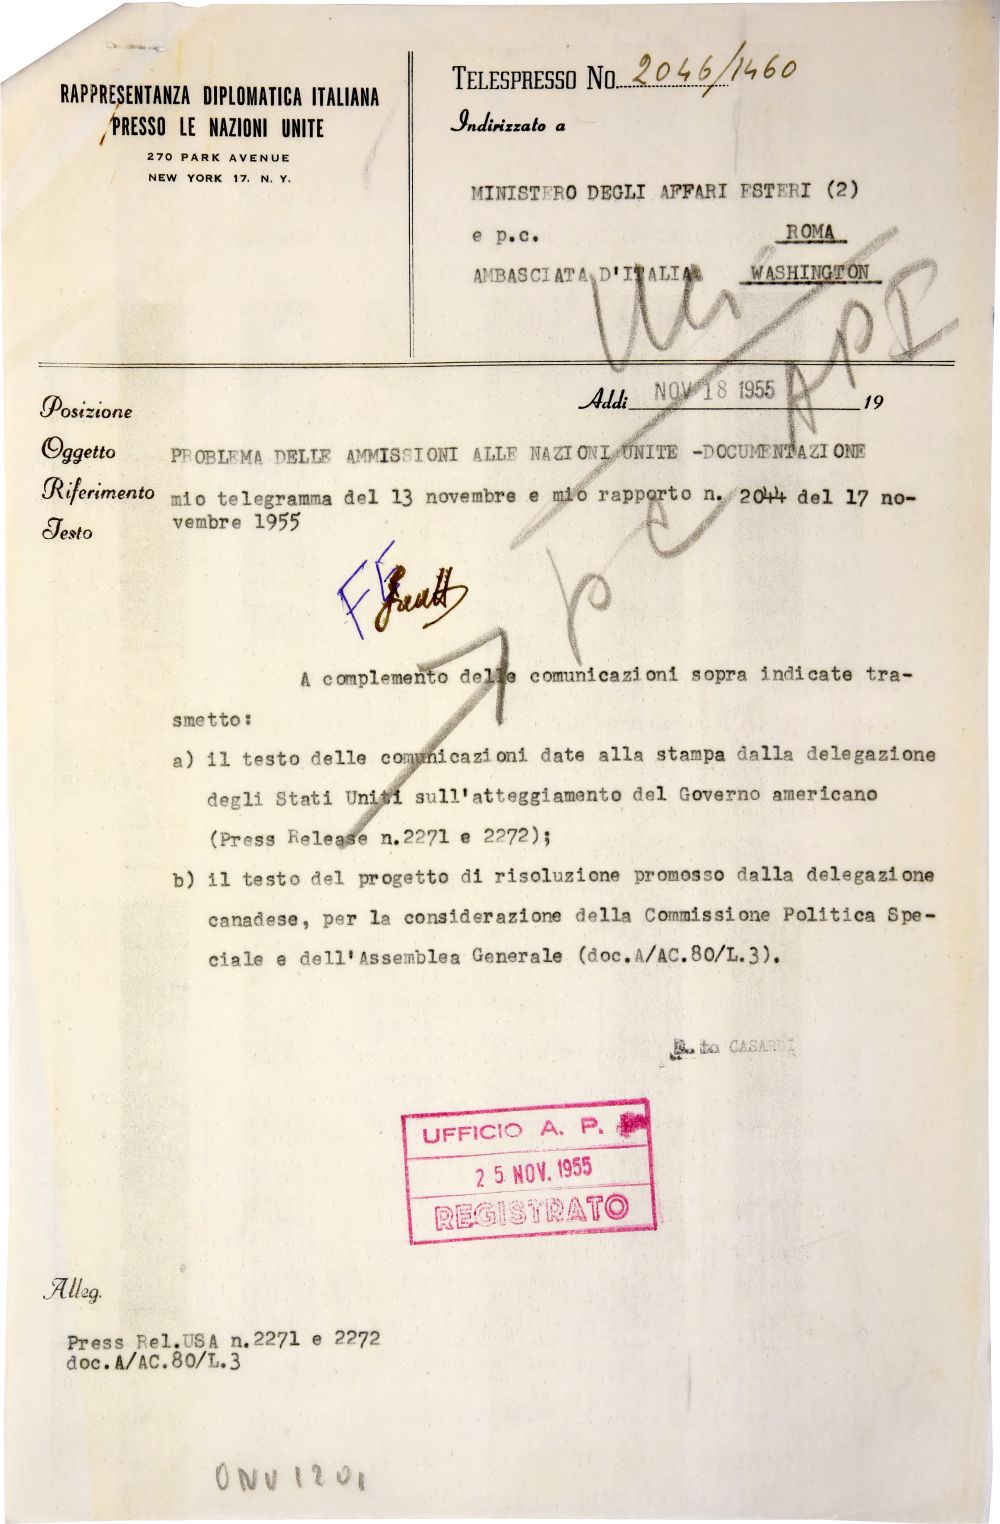 RAPPRESENTANZA DIPLOMATICA ITALIANA
PRESSO LE NAZIONI UNITE
270 PARK AVENUE
NEW YORK 17. N. Y.
TELESPRESSO NO. 2046/1460
Indirizzato a
MINISTERO DEGLI AFFARI ESTERI (2)
e p.c. ROMA
AMBASCIATA D'ITALIA WASHINGTON
API
Addi NOV 18 1955 19
Posizione
Oggetto PROBLEMA DELLE AMMISSIONI ALLE NAZIONI UNITE -DOCUMENTAZIONE
Riferimento mio telegramma del 13 novembre e mio rapporto n. 2044 del 17 no-
vembre 1955
Testo
pc
A complemento delle comunicazioni sopra indicate tra-
smetto:
a) il testo delle comunicazioni date alla stampa dalla delegazione
degli Stati Uniti sull'atteggiamento del Governo americano
(Press Release n.2271 e 2272);
b) il testo del progetto di risoluzione promosso dalla delegazione
canadese, per la considerazione della Commissione Politica Spe-
ciale e dell'Assemblea Generale (doc.A/AC.80/L.3).
to CASARDI
UFFICIO A. P.
25 NOV. 1955
REGISTRATO
Alleg.
Press Rel.USA n.2271 e 2272
doc.A/AC.80/L.3
ONU 1201